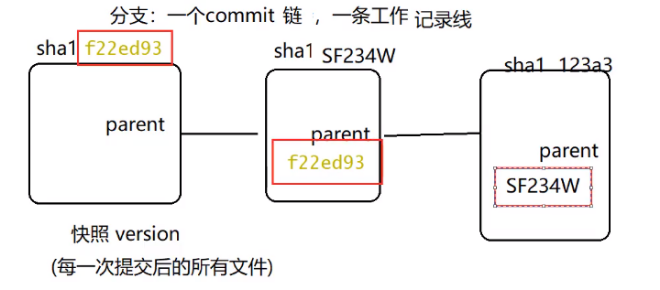 分支：一个commit 链 ，一条工作 记录线
sha1 f22ed93
parent
sha1 SF234W
parent
f22ed93
sha1 123a3
parent
SF234W
快照 version
(每一次提交后的所有文件)